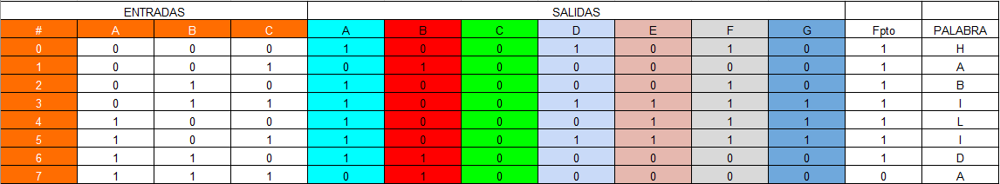 ENTRADAS SALIDAS
# A B C A B C D E F G Fpto PALABRA
0 0 0 0 1 0 0 1 0 1 0 1 H
1 0 0 1 0 1 0 0 0 0 0 1 A
2 0 1 0 1 0 0 0 0 0 0 1 B
3 0 1 1 1 0 0 1 1 1 1 1 I
4 1 0 0 1 0 0 0 1 1 1 1 L
5 1 0 1 1 0 0 1 1 1 1 1 I
6 1 1 0 1 1 0 0 0 0 0 1 D
7 1 1 1 0 1 0 0 0 0 0 0 A